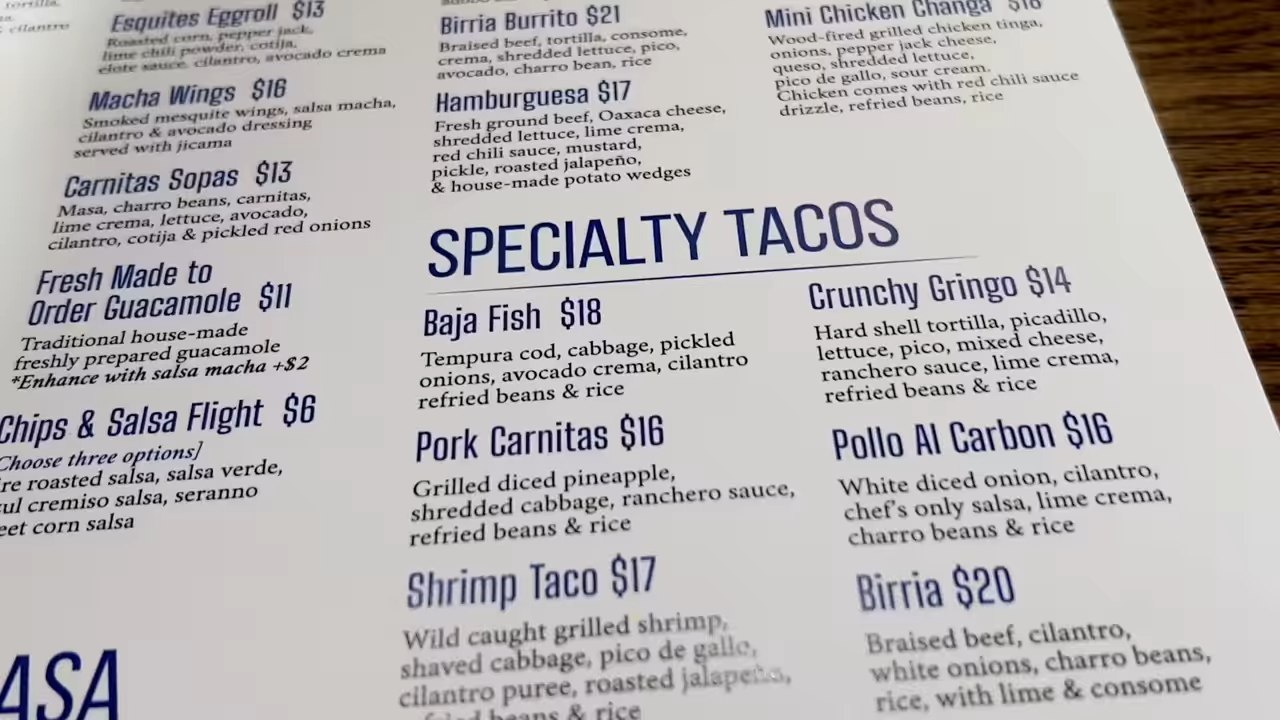 tortilla,
cilantro
Esquites Eggroll $13
Roasted corn, pepper jack,
lime chili powder, cotija,
elote sauce, cilantro, avocado crema
Macha Wings $16
Smoked mesquite wings, salsa macha,
cilantro & avocado dressing
served with jicama
Carnitas Sopas $13
Masa, charro beans, carnitas,
lime crema, lettuce, avocado,
cilantro, cotija & pickled red onions
Fresh Made to
Order Guacamole $11
Traditional house-made
freshly prepared guacamole
*Enhance with salsa macha +$2
Chips & Salsa Flight $6
Choose three options]
re roasted salsa, salsa verde,
ul cremiso salsa, seranno
eet corn salsa
ASA
Birria Burrito $21
Braised beef, tortilla, consome,
crema, shredded lettuce, pico,
avocado, charro bean, rice
Hamburguesa $17
Fresh ground beef, Oaxaca cheese,
shredded lettuce, lime crema,
red chili sauce, mustard,
pickle, roasted jalapeño,
& house-made potato wedges
Mini Chicken Changa
Wood-fired grilled chicken tinga,
onions, pepper jack cheese,
queso, shredded lettuce,
pico de gallo, sour cream.
Chicken comes with red chili sauce
drizzle, refried beans, rice
SPECIALTY TACOS
Baja Fish $18
Tempura cod, cabbage, pickled
onions, avocado crema, cilantro
refried beans & rice
Pork Carnitas $16
Grilled diced pineapple,
shredded cabbage, ranchero sauce,
refried beans & rice
Shrimp Taco $17
Wild caught grilled shrimp,
shaved cabbage, pico de gallo,
cilantro puree, roasted jalapeño,
refried beans & rice
Crunchy Gringo $14
Hard shell tortilla, picadillo,
lettuce, pico, mixed cheese,
ranchero sauce, lime crema,
refried beans & rice
Pollo Al Carbon $16
White diced onion, cilantro,
chef's only salsa, lime crema,
charro beans & rice
Birria $20
Braised beef, cilantro,
white onions, charro beans,
rice, with lime & consome